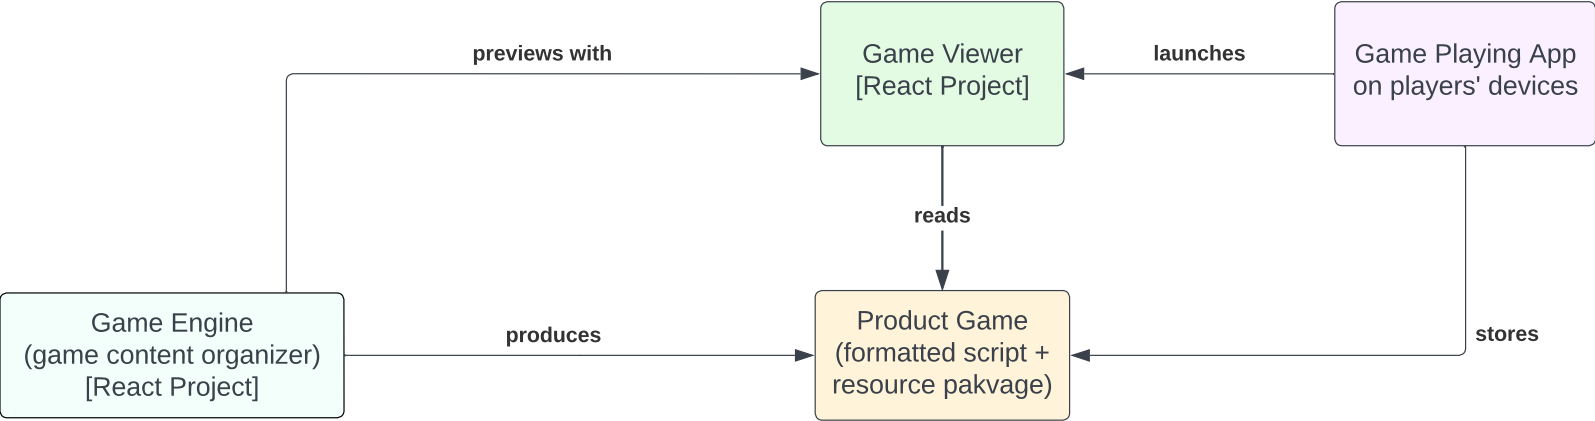 previews with
Game Viewer
[React Project]
launches
Game Playing App
on players' devices
reads
Game Engine
(game content organizer)
[React Project]
produces
Product Game
(formatted script +
resource pakvage)
stores